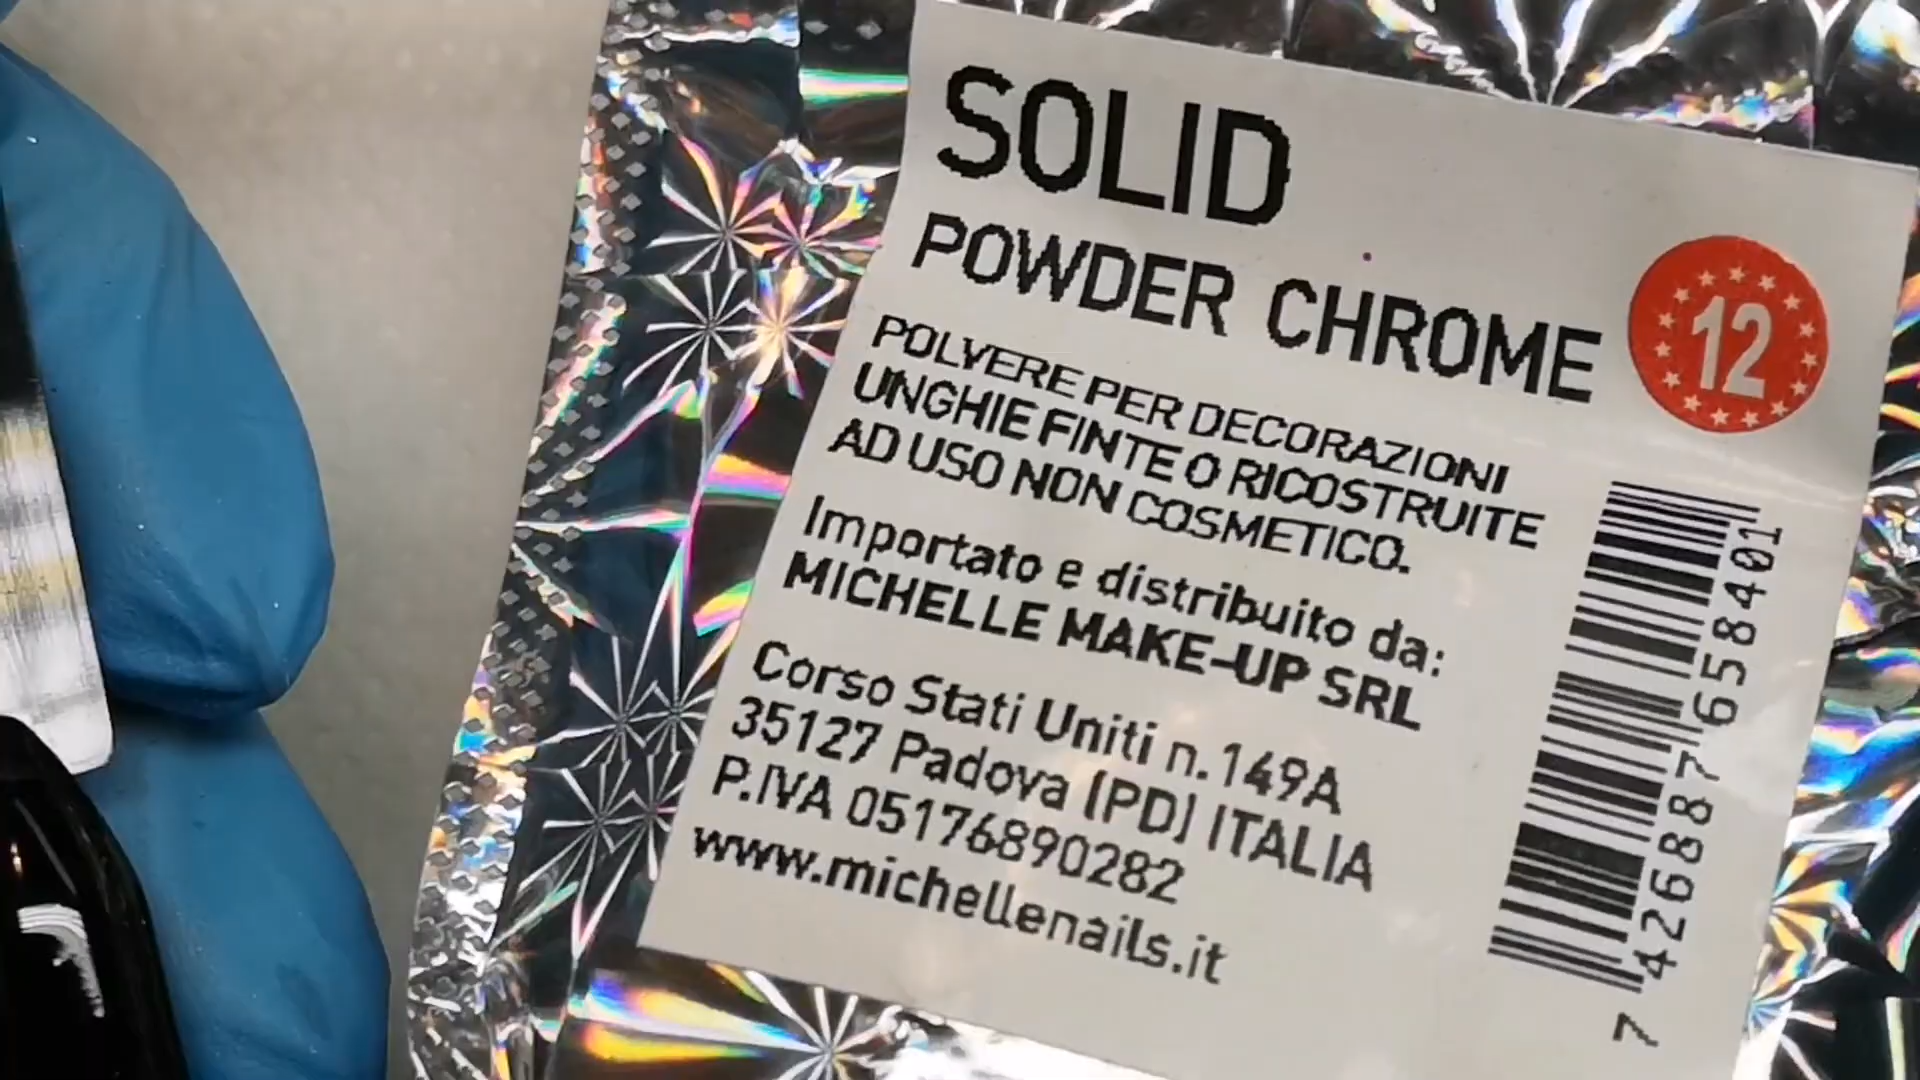 SOLID
POWDER CHROME
12
POLVERE PER DECORAZIONI
UNGHIE FINTE O RICOSTRUITE
AD USO NON COSMETICO.
Importato e distribuito da:
MICHELLE MAKE-UP SRL
Corso Stati Uniti n.149A
35127 Padova (PD) ITALIA
P.IVA 05176890282
www.michellenails.it
7 426887 658401